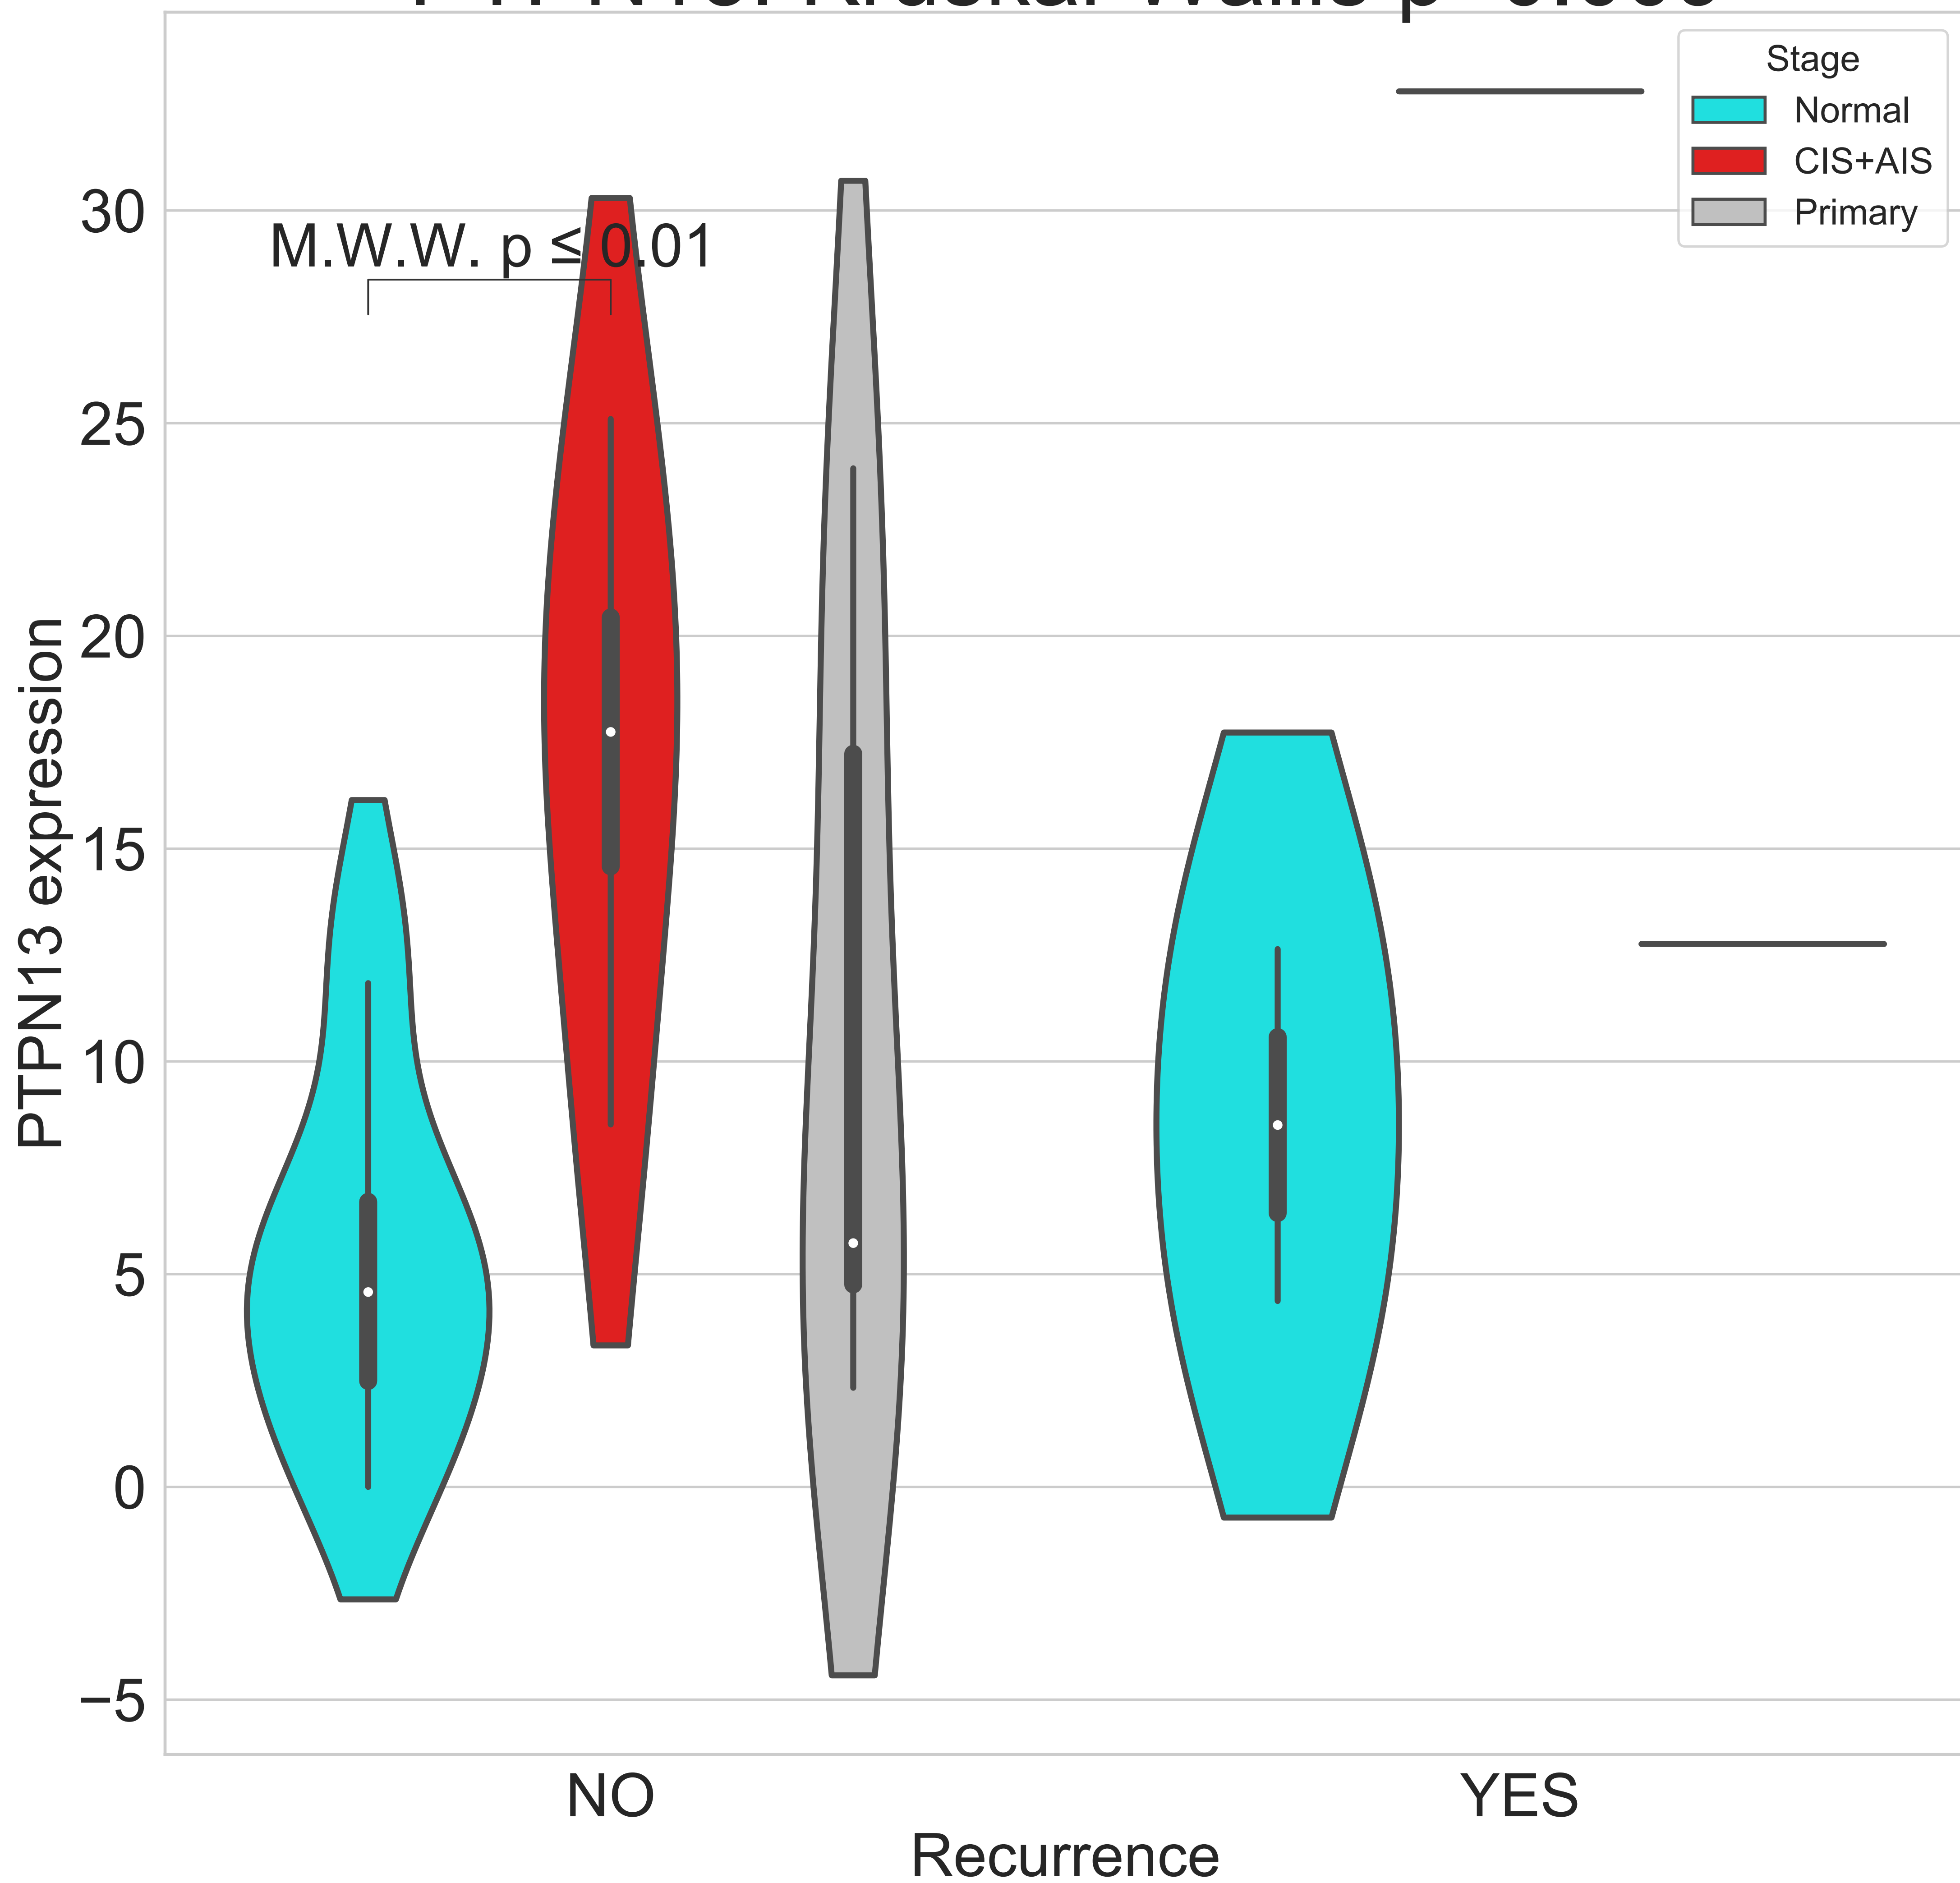 Stage
Normal
CIS+AIS
Primary
M.W.W. p ≤ 0.01
30
25
20
15
10
5
0
−5
PTPN13 expression
NO
YES
Recurrence